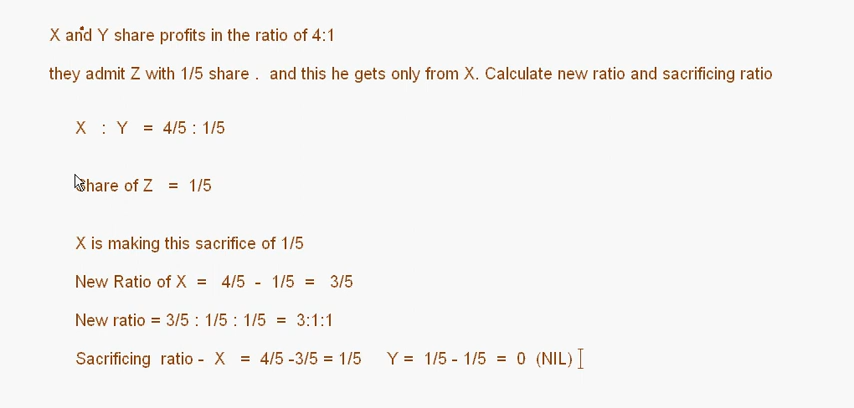 X and Y share profits in the ratio of 4:1
they admit Z with 1/5 share . and this he gets only from X. Calculate new ratio and sacrificing ratio
X : Y = 4/5 : 1/5
Share of Z = 1/5
X is making this sacrifice of 1/5
New Ratio of X = 4/5 - 1/5 = 3/5
New ratio = 3/5 : 1/5 : 1/5 = 3:1:1
Sacrificing ratio - X = 4/5 -3/5 = 1/5 Y = 1/5 - 1/5 = 0 (NIL)